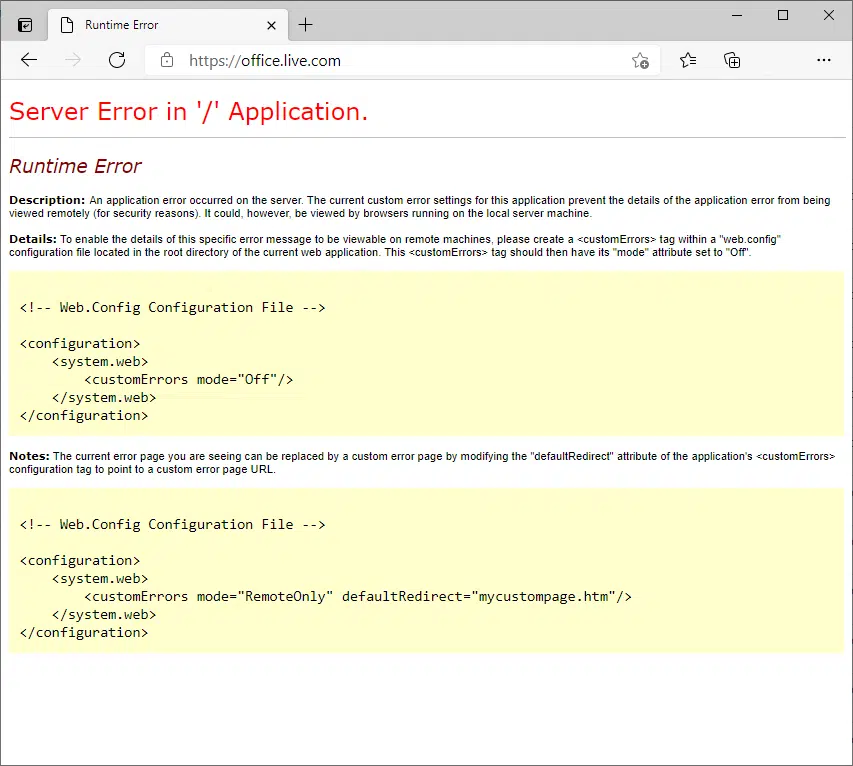 Runtime Error
https://office.live.com
Server Error in '/' Application.
Runtime Error
Description: An application error occurred on the server. The current custom error settings for this application prevent the details of the application error from being
viewed remotely (for security reasons). It could, however, be viewed by browsers running on the local server machine.
Details: To enable the details of this specific error message to be viewable on remote machines, please create a <customErrors> tag within a "web.config"
configuration file located in the root directory of the current web application. This <customErrors> tag should then have its "mode" attribute set to "Off".
<!-- Web.Config Configuration File -->
<configuration>
    <system.web>
        <customErrors mode="Off"/>
    </system.web>
</configuration>
Notes: The current error page you are seeing can be replaced by a custom error page by modifying the "defaultRedirect" attribute of the application's <customErrors>
configuration tag to point to a custom error page URL.
<!-- Web.Config Configuration File -->
<configuration>
    <system.web>
        <customErrors mode="RemoteOnly" defaultRedirect="mycustompage.htm"/>
    </system.web>
</configuration>